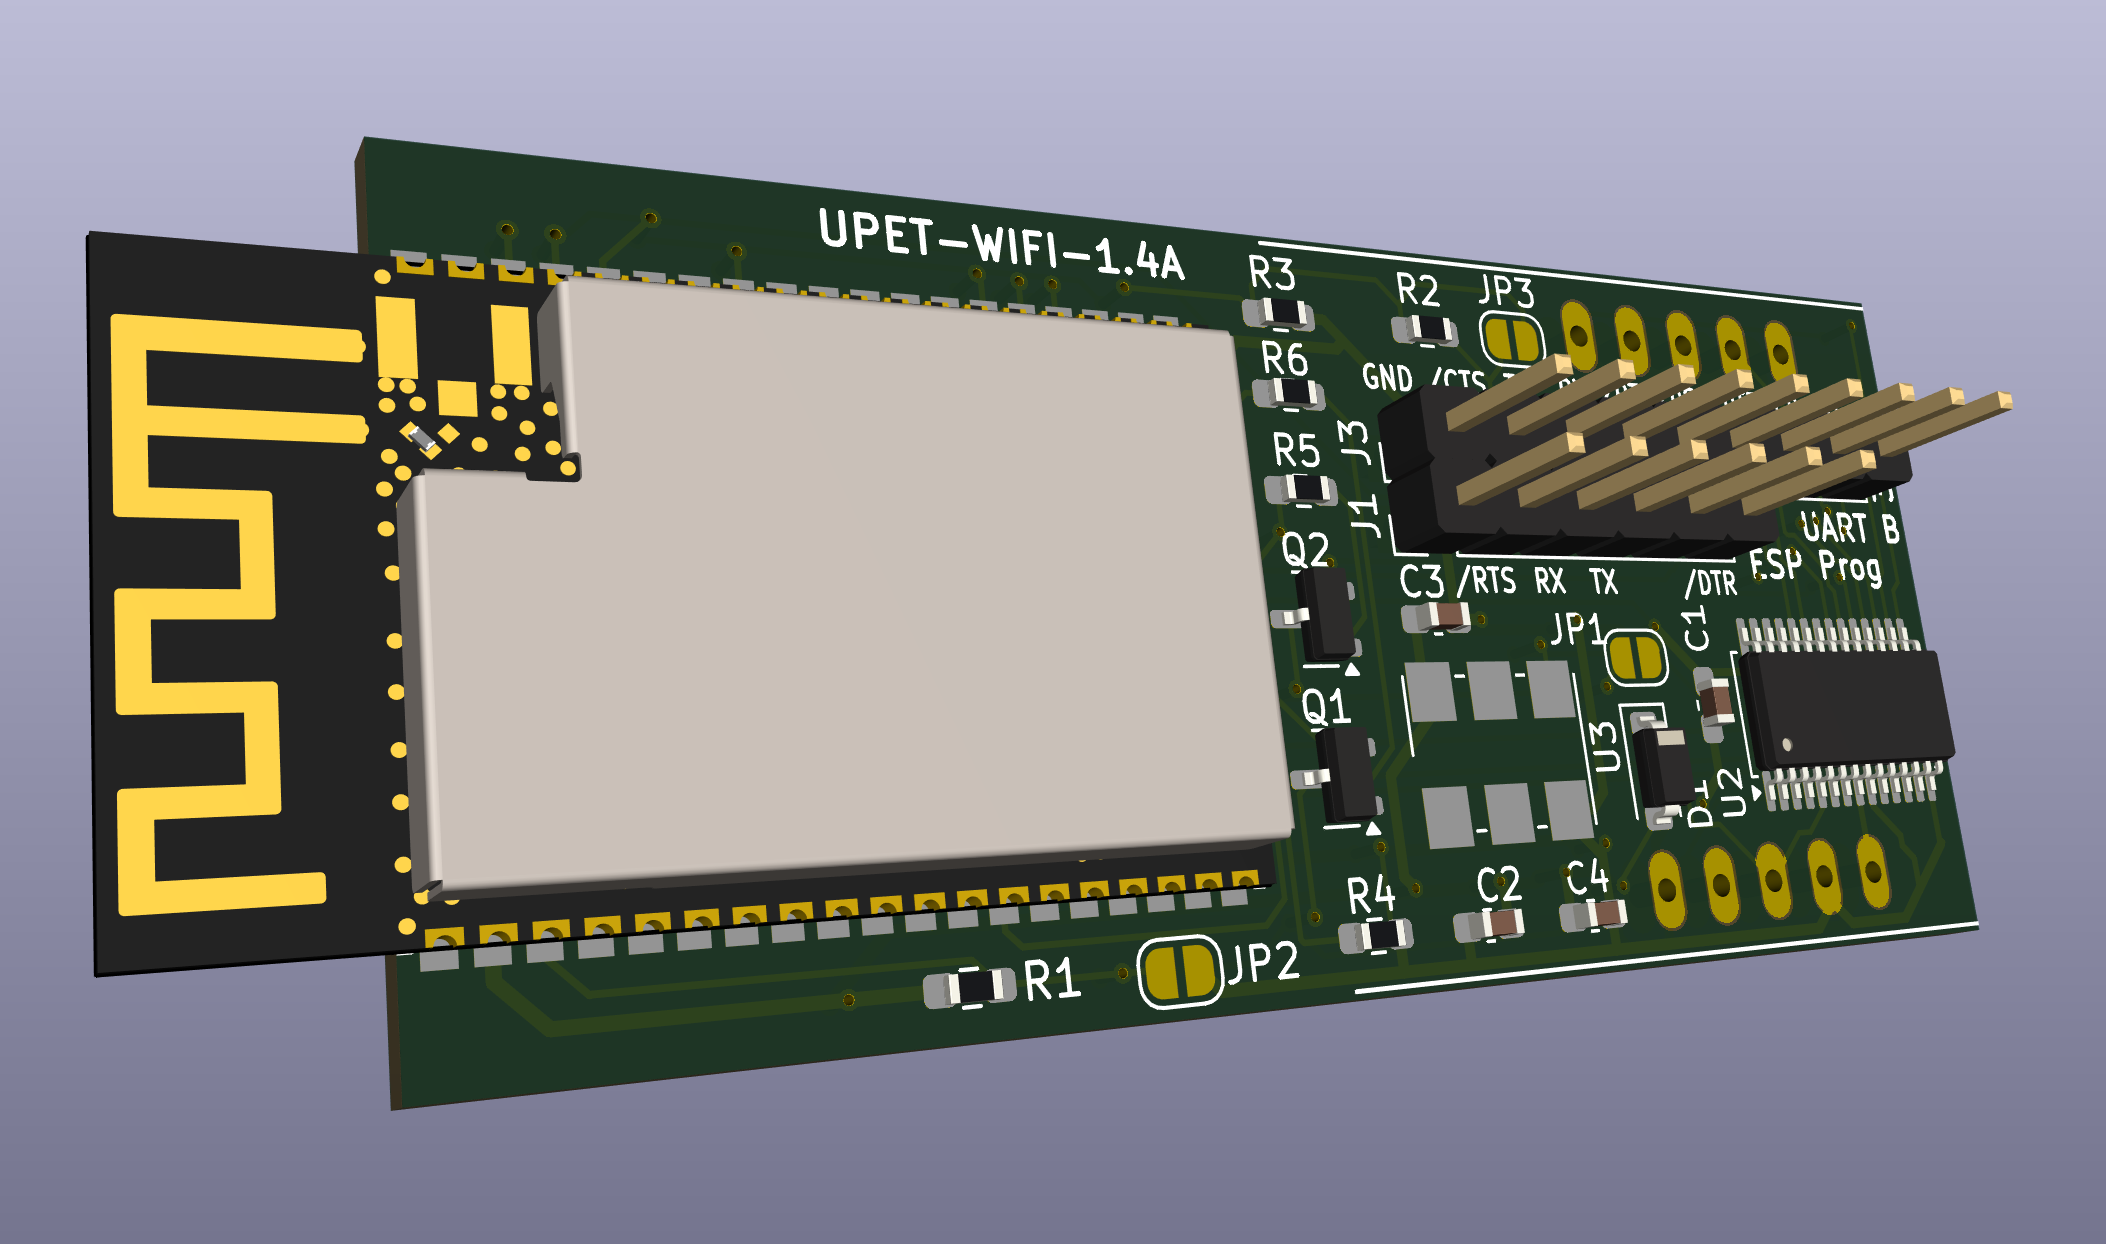 UPET-WIFI-1.4A
R3
R2
JP3
R6
GND /CTS
J3
R5
J1
Q2
UART B
ESP Prog
C3
/RTS RX TX /DTR
JP1
C1
Q1
U3
U2
D1
R4
C2
C4
R1
JP2